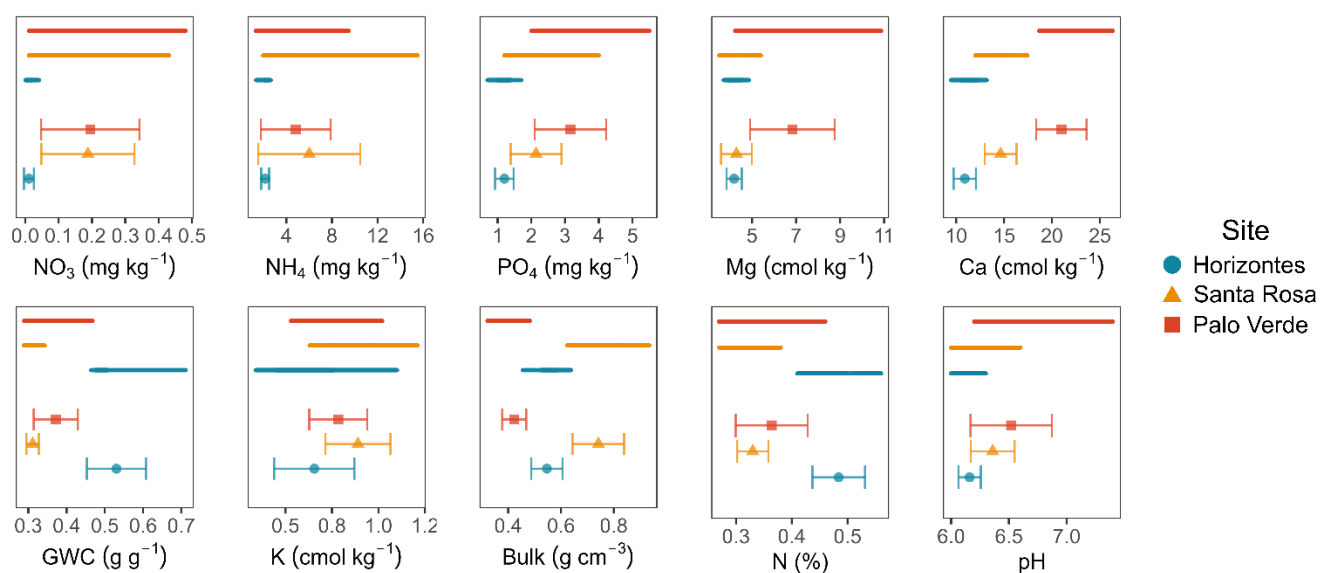 0.0 0.1 0.2 0.3 0.4 0.5
NO₃ (mg kg⁻¹)
4 8 12 16
NH₄ (mg kg⁻¹)
1 2 3 4 5
PO₄ (mg kg⁻¹)
5 7 9 11
Mg (cmol kg⁻¹)
10 15 20 25
Ca (cmol kg⁻¹)
Site
Horizontes
Santa Rosa
Palo Verde
0.3 0.4 0.5 0.6 0.7
GWC (g g⁻¹)
0.5 0.8 1.0 1.2
K (cmol kg⁻¹)
0.4 0.6 0.8
Bulk (g cm⁻³)
0.3 0.4 0.5
N (%)
6.0 6.5 7.0
pH